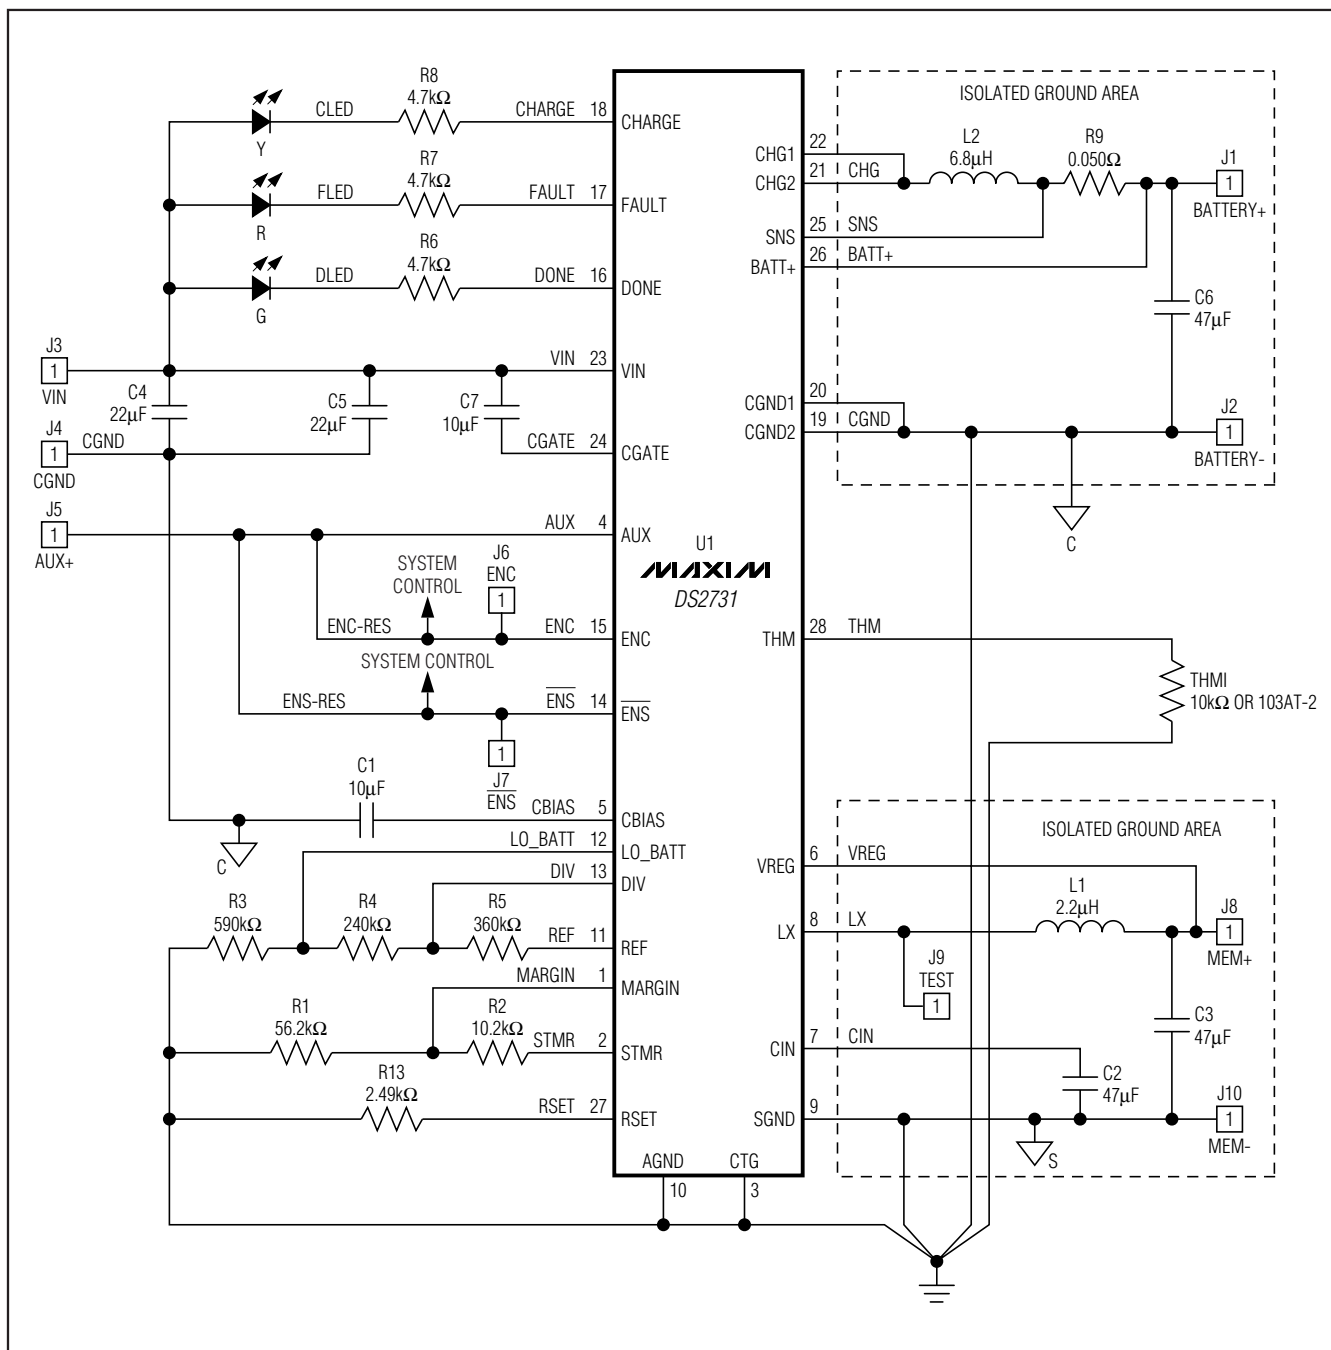 R8
4.7kΩ
CLED
CHARGE 18
CHARGE
Y
R7
4.7kΩ
FLED
FAULT 17
FAULT
R
R6
4.7kΩ
DLED
DONE 16
DONE
G
J3
1
VIN
VIN 23
VIN
C4
22µF
C5
22µF
C7
10µF
J4
1
CGND
CGND
CGATE 24
CGATE
J5
1
AUX+
AUX 4
AUX
SYSTEM
CONTROL
J6
ENC
1
ENC-RES
ENC 15
ENC
SYSTEM CONTROL
ENS-RES
ENS 14
ENS
1
J7
ENS
C1
10µF
CBIAS 5
CBIAS
C
LO_BATT 12
LO_BATT
DIV 13
DIV
R3
590kΩ
R4
240kΩ
R5
360kΩ
REF 11
REF
MARGIN 1
MARGIN
R1
56.2kΩ
R2
10.2kΩ
STMR 2
STMR
R13
2.49kΩ
RSET 27
RSET
U1
MAXIM
DS2731
AGND
10
CTG
3
ISOLATED GROUND AREA
CHG1
22
CHG2
21 CHG
L2
6.8µH
R9
0.050Ω
J1
1
BATTERY+
SNS
25 SNS
BATT+
26 BATT+
C6
47µF
CGND1
20
CGND2
19 CGND
J2
1
BATTERY-
C
THM
28 THM
THMI
10kΩ OR 103AT-2
ISOLATED GROUND AREA
VREG
6 VREG
LX
8 LX
L1
2.2µH
J8
1
MEM+
J9
TEST
1
C3
47µF
CIN
7 CIN
C2
47µF
SGND
9
S
J10
1
MEM-